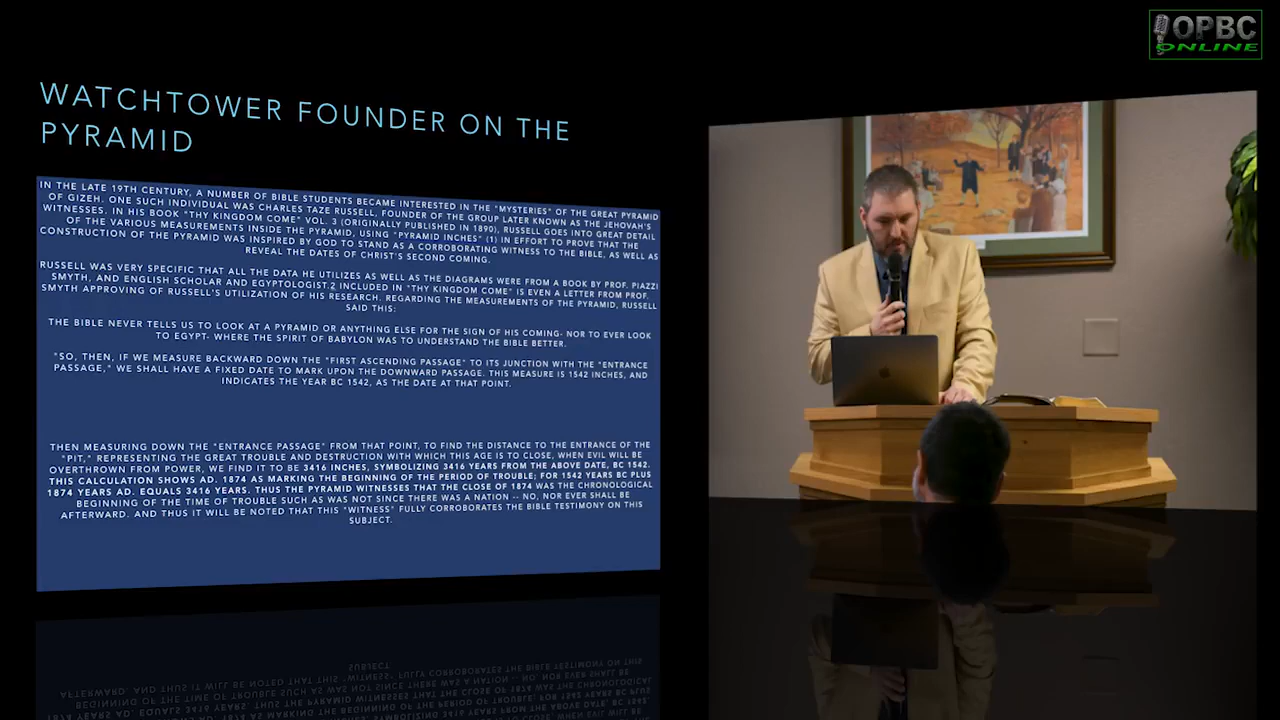 OPBC
ONLINE
WATCHTOWER FOUNDER ON THE
PYRAMID
IN THE LATE 19TH CENTURY, A NUMBER OF BIBLE STUDENTS BECAME INTERESTED IN THE "MYSTERIES" OF THE GREAT PYRAMID
OF GIZEH. ONE SUCH INDIVIDUAL WAS CHARLES TAZE RUSSELL, FOUNDER OF THE GROUP LATER KNOWN AS THE JEHOVAH'S
WITNESSES. IN HIS BOOK "THY KINGDOM COME" VOL. 3 (ORIGINALLY PUBLISHED IN 1890), RUSSELL GOES INTO GREAT DETAIL
OF THE VARIOUS MEASUREMENTS INSIDE THE PYRAMID, USING "PYRAMID INCHES" (1) IN EFFORT TO PROVE THAT THE
CONSTRUCTION OF THE PYRAMID WAS INSPIRED BY GOD TO STAND AS A CORROBORATING WITNESS TO THE BIBLE, AS WELL AS
REVEAL THE DATES OF CHRIST'S SECOND COMING.
RUSSELL WAS VERY SPECIFIC THAT ALL THE DATA HE UTILIZES AS WELL AS THE DIAGRAMS WERE FROM A BOOK BY PROF. PIAZZI
SMYTH, AND ENGLISH SCHOLAR AND EGYPTOLOGIST.2 INCLUDED IN "THY KINGDOM COME" IS EVEN A LETTER FROM PROF.
SMYTH APPROVING OF RUSSELL'S UTILIZATION OF HIS RESEARCH. REGARDING THE MEASUREMENTS OF THE PYRAMID, RUSSELL
SAID THIS:
THE BIBLE NEVER TELLS US TO LOOK AT A PYRAMID OR ANYTHING ELSE FOR THE SIGN OF HIS COMING- NOR TO EVER LOOK
TO EGYPT- WHERE THE SPIRIT OF BABYLON WAS TO UNDERSTAND THE BIBLE BETTER.
"SO, THEN, IF WE MEASURE BACKWARD DOWN THE "FIRST ASCENDING PASSAGE" TO ITS JUNCTION WITH THE "ENTRANCE
PASSAGE," WE SHALL HAVE A FIXED DATE TO MARK UPON THE DOWNWARD PASSAGE. THIS MEASURE IS 1542 INCHES, AND
INDICATES THE YEAR BC 1542, AS THE DATE AT THAT POINT.
THEN MEASURING DOWN THE "ENTRANCE PASSAGE" FROM THAT POINT, TO FIND THE DISTANCE TO THE ENTRANCE OF THE
"PIT," REPRESENTING THE GREAT TROUBLE AND DESTRUCTION WITH WHICH THIS AGE IS TO CLOSE, WHEN EVIL WILL BE
OVERTHROWN FROM POWER, WE FIND IT TO BE 3416 INCHES, SYMBOLIZING 3416 YEARS FROM THE ABOVE DATE, BC 1542.
THIS CALCULATION SHOWS AD. 1874 AS MARKING THE BEGINNING OF THE PERIOD OF TROUBLE; FOR 1542 YEARS BC PLUS
1874 YEARS AD. EQUALS 3416 YEARS. THUS THE PYRAMID WITNESSES THAT THE CLOSE OF 1874 WAS THE CHRONOLOGICAL
BEGINNING OF THE TIME OF TROUBLE SUCH AS WAS NOT SINCE THERE WAS A NATION -- NO, NOR EVER SHALL BE
AFTERWARD. AND THUS IT WILL BE NOTED THAT THIS "WITNESS" FULLY CORROBORATES THE BIBLE TESTIMONY ON THIS
SUBJECT.